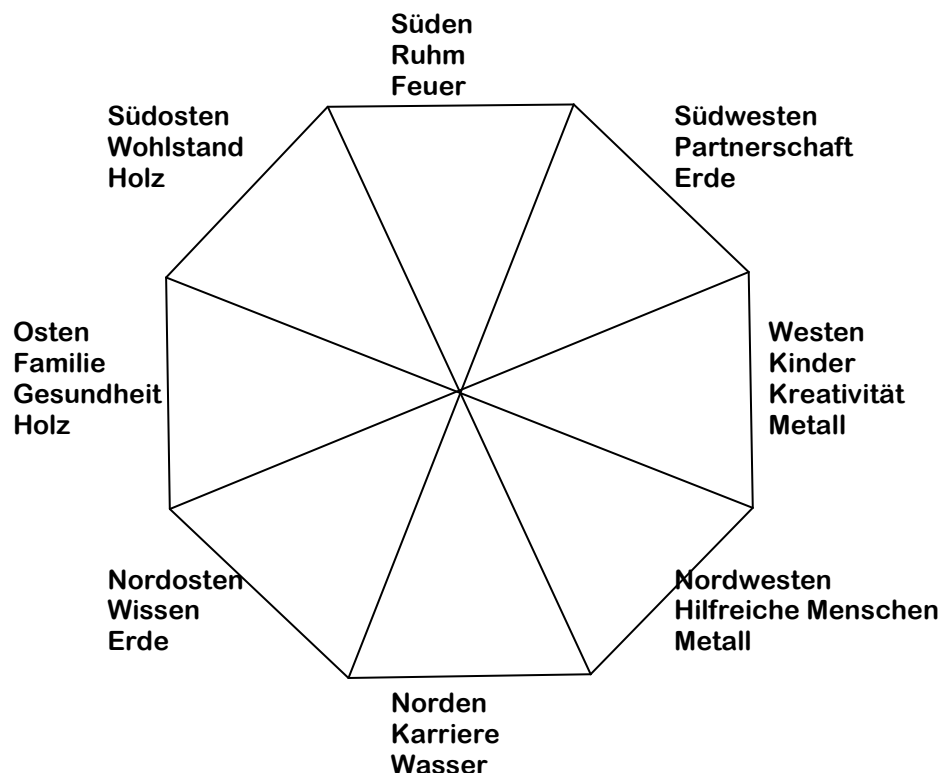 Süden
Ruhm
Feuer
Südosten
Wohlstand
Holz
Südwesten
Partnerschaft
Erde
Osten
Familie
Gesundheit
Holz
Westen
Kinder
Kreativität
Metall
Nordosten
Wissen
Erde
Nordwesten
Hilfreiche Menschen
Metall
Norden
Karriere
Wasser